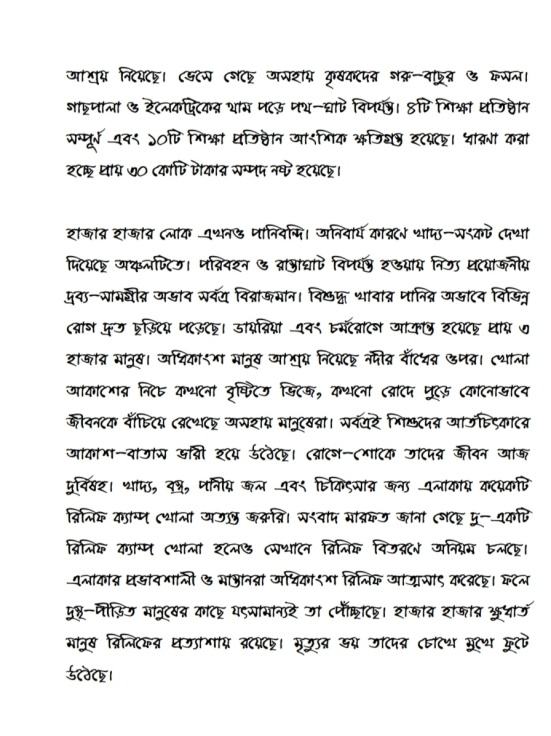 আশ্রয় নিয়েছে। ভেসে গেছে অসহায় কৃষকদের গরু-বাছুর ও ফসল।
গাছপালা ও ইলেকট্রিকের থাম পড়ে পথ-ঘাট বিপর্যস্ত। ৪টি শিক্ষা প্রতিষ্ঠান
সম্পূর্ণ এবং ১০টি শিক্ষা প্রতিষ্ঠান আংশিক ক্ষতিগ্রস্ত হয়েছে। ধারণা করা
হচ্ছে প্রায় ৩০ কোটি টাকার সম্পদ নষ্ট হয়েছে।
হাজার হাজার লোক এখনও পানিবন্দি। অনিবার্য কারণে খাদ্য-সংকট দেখা
দিয়েছে অঞ্চলটিতে। পরিবহন ও রাস্তাঘাট বিপর্যস্ত হওয়ায় নিত্য প্রয়োজনীয়
দ্রব্য-সামগ্রীর অভাব সর্বত্র বিরাজমান। বিশুদ্ধ খাবার পানির অভাবে বিভিন্ন
রোগ দ্রুত ছড়িয়ে পড়েছে। ডায়রিয়া এবং চর্মরোগে আক্রান্ত হয়েছে প্রায় ৩
হাজার মানুষ। অধিকাংশ মানুষ আশ্রয় নিয়েছে নদীর বাঁধের ওপর। খোলা
আকাশের নিচে কখনো বৃষ্টিতে ভিজে, কখনো রোদে পুড়ে কোনোভাবে
জীবনকে বাঁচিয়ে রেখেছে অসহায় মানুষেরা। সর্বত্রই শিশুদের আর্তচিৎকারে
আকাশ-বাতাস ভারী হয়ে উঠেছে। রোগে-শোকে তাদের জীবন আজ
দুর্বিষহ। খাদ্য, বস্ত্র, পানীয় জল এবং চিকিৎসার জন্য এলাকায় কয়েকটি
রিলিফ ক্যাম্প খোলা অত্যন্ত জরুরি। সংবাদ মারফত জানা গেছে দু-একটি
রিলিফ ক্যাম্প খোলা হলেও সেখানে রিলিফ বিতরণে অনিয়ম চলছে।
এলাকার প্রভাবশালী ও মাস্তানরা অধিকাংশ রিলিফ আত্মসাৎ করেছে। ফলে
দুস্থ-পীড়িত মানুষের কাছে যৎসামান্যই তা পৌঁছাছে। হাজার হাজার ক্ষুধার্ত
মানুষ রিলিফের প্রত্যাশায় রয়েছে। মৃত্যুর ভয় তাদের চোখে মুখে ফুটে
উঠেছে।